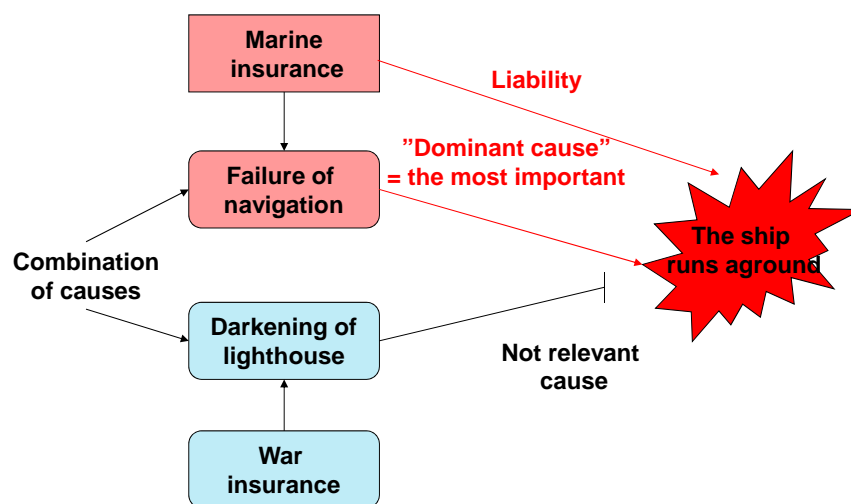 Marine
insurance
Liability
”Dominant cause”
= the most important
Failure of
navigation
The ship
runs aground
Combination
of causes
Darkening of
lighthouse
Not relevant
cause
War
insurance